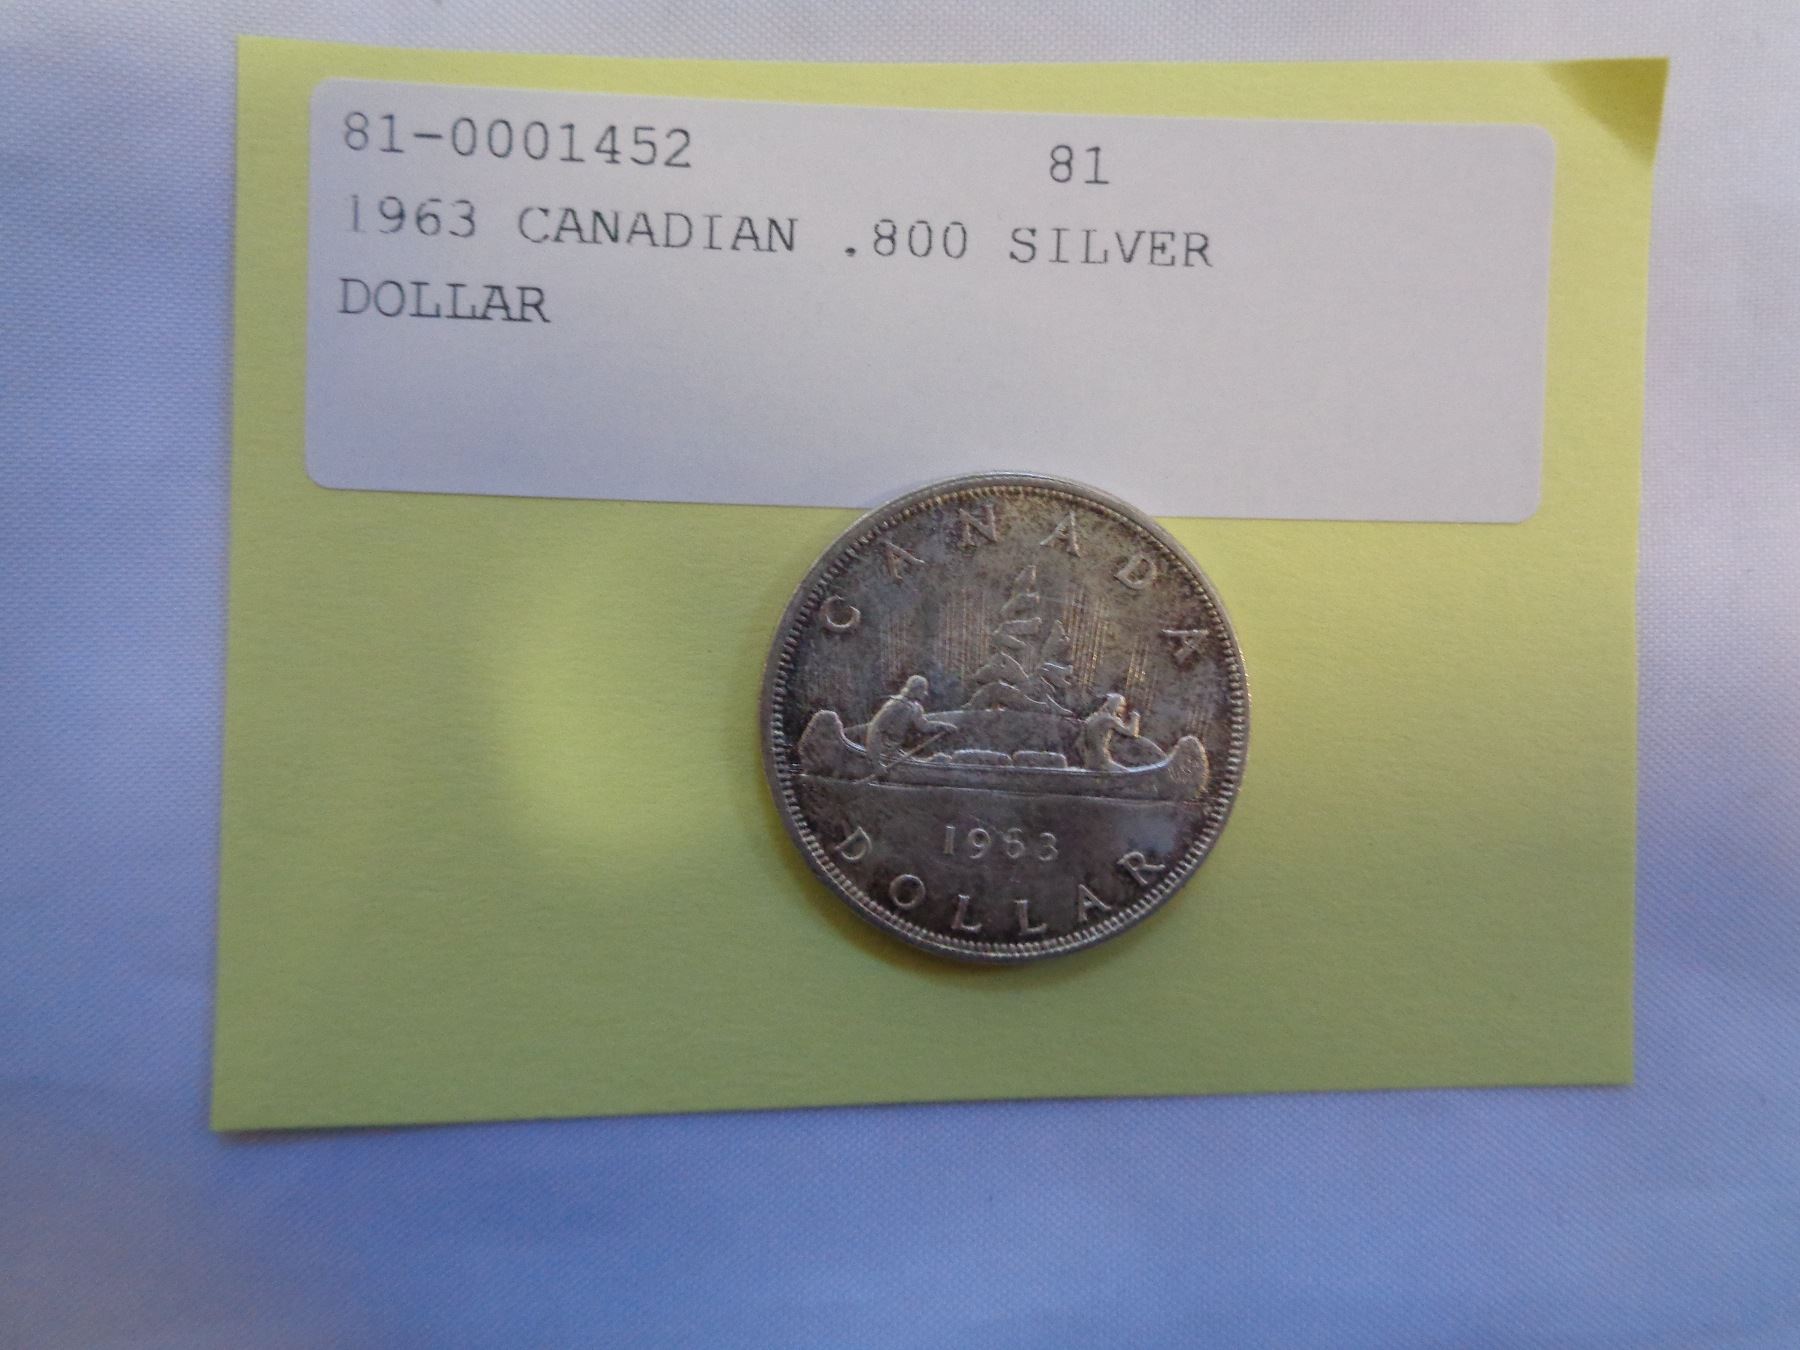 81-0001452 81
1963 CANADIAN .800 SILVER
DOLLAR
CANADA
1963
DOLLAR